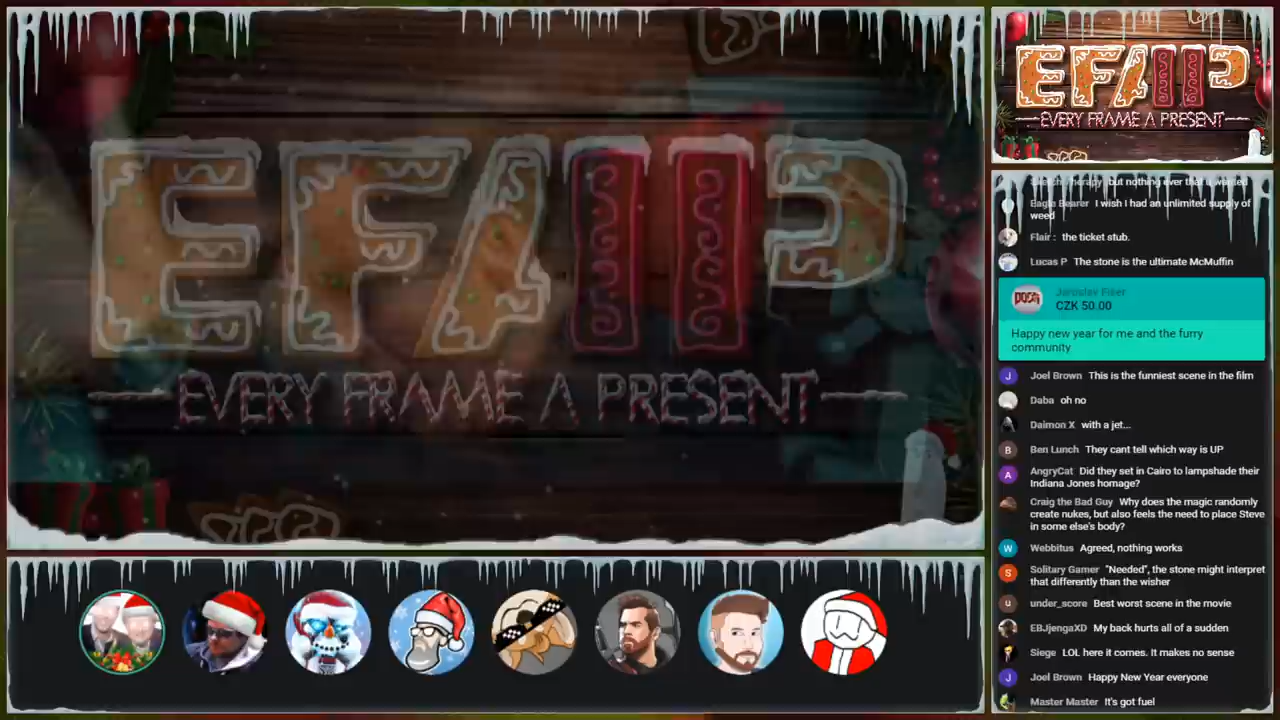 EFAP
EVERY FRAME A PRESENT
EFAP
EVERY FRAME A PRESENT
but nothing ever that u wanted
Eagle Bearer I wish I had an unlimited supply of
weed
Flair : the ticket stub.
Lucas P The stone is the ultimate McMuffin
Jaroslav Fixer
CZK 50.00
Happy new year for me and the furry
community
J Joel Brown This is the funniest scene in the film
Daba oh no
Daimon X with a jet...
B Ben Lunch They cant tell which way is UP
A AngryCat Did they set in Cairo to lampshade their
Indiana Jones homage?
Craig the Bad Guy Why does the magic randomly
create nukes, but also feels the need to place Steve
in some else's body?
W Webbitus Agreed, nothing works
S Solitary Gamer "Needed", the stone might interpret
that differently than the wisher
u under_score Best worst scene in the movie
EBJjengaXD My back hurts all of a sudden
Siege LOL here it comes. It makes no sense
J Joel Brown Happy New Year everyone
Master Master It's got fuel